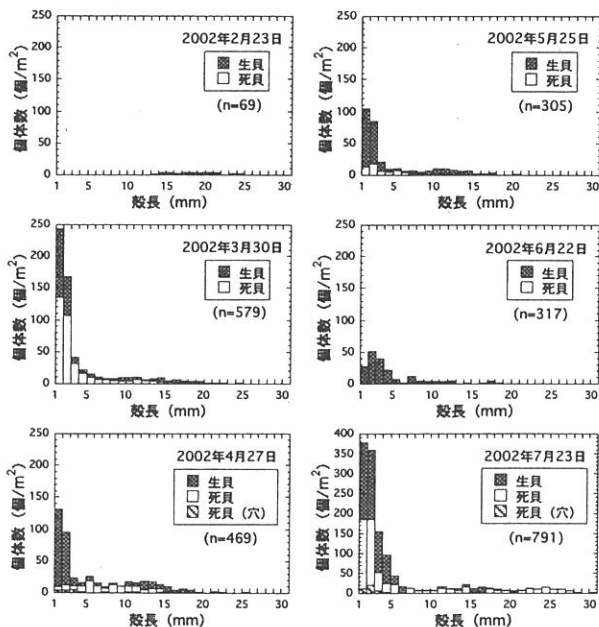 2002年2月23日
生貝
死貝
(n=69)
個体数（個/m²）
250
200
150
100
50
0
1 5 10 15 20 25 30
殻長（mm）
2002年5月25日
生貝
死貝
(n=305)
個体数（個/m²）
250
200
150
100
50
0
1 5 10 15 20 25 30
殻長（mm）
2002年3月30日
生貝
死貝
(n=579)
個体数（個/m²）
250
200
150
100
50
0
1 5 10 15 20 25 30
殻長（mm）
2002年6月22日
生貝
死貝
(n=317)
個体数（個/m²）
250
200
150
100
50
0
1 5 10 15 20 25 30
殻長（mm）
2002年4月27日
生貝
死貝
死貝（穴）
(n=469)
個体数（個/m²）
250
200
150
100
50
0
1 5 10 15 20 25 30
殻長（mm）
2002年7月23日
生貝
死貝
死貝（穴）
(n=791)
個体数（個/m²）
400
350
300
250
200
150
100
50
0
1 5 10 15 20 25 30
殻長（mm）